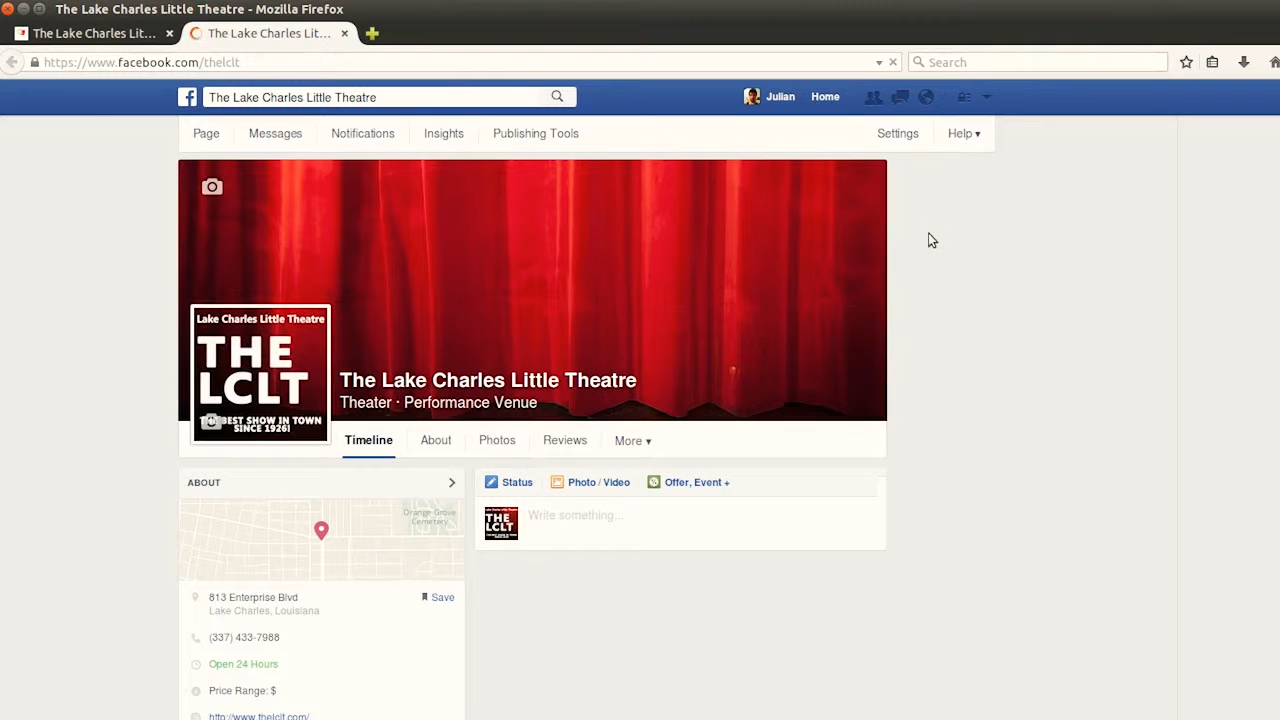 The Lake Charles Little Theatre - Mozilla Firefox
The Lake Charles Lit...
The Lake Charles Lit...
https://www.facebook.com/thelclt
Search
The Lake Charles Little Theatre
Julian
Home
Page
Messages
Notifications
Insights
Publishing Tools
Settings
Help
Lake Charles Little Theatre
THE
LCLT
BEST SHOW IN TOWN
SINCE 1926!
The Lake Charles Little Theatre
Theater · Performance Venue
Timeline
About
Photos
Reviews
More
ABOUT
Orange Grove
Cemetery
813 Enterprise Blvd
Lake Charles, Louisiana
Save
(337) 433-7988
Open 24 Hours
Price Range: $
http://www.thelclt.com/
Status
Photo / Video
Offer, Event +
THE
LCLT
Write something...